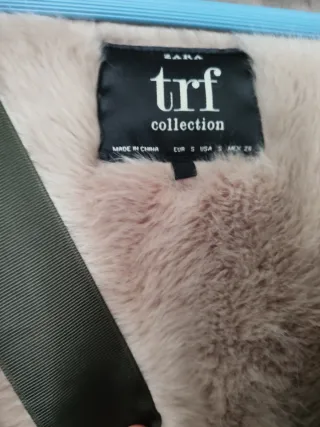 ZARA
trf
collection
MADE IN CHINA EUR S USA S MEX 26